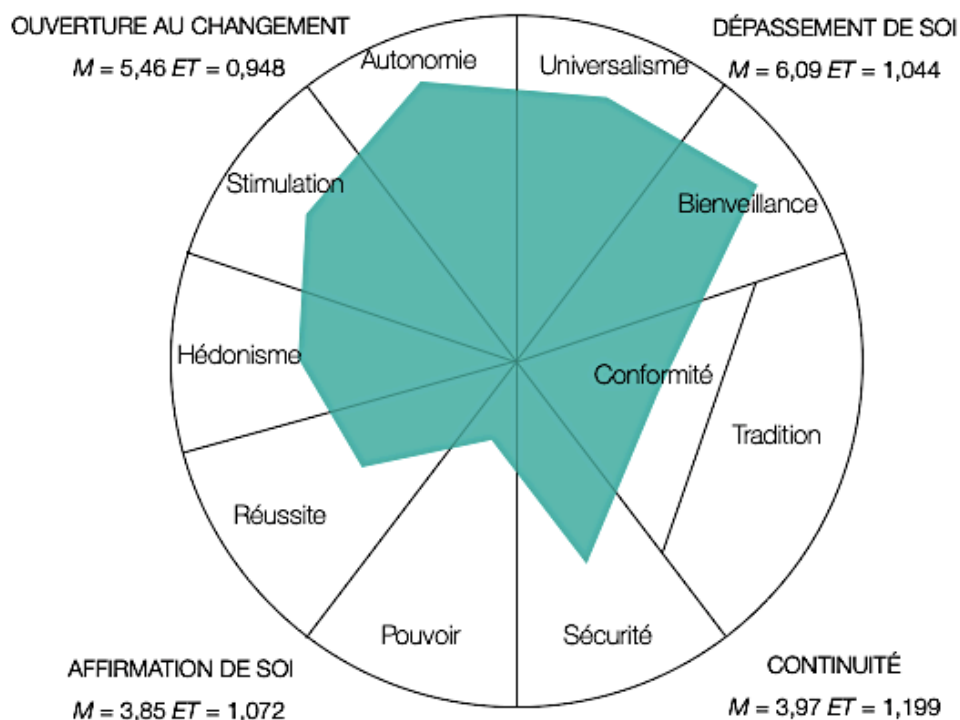 OUVERTURE AU CHANGEMENT
M = 5,46 ET = 0,948
DÉPASSEMENT DE SOI
M = 6,09 ET = 1,044
Autonomie
Universalisme
Stimulation
Bienveillance
Hédonisme
Conformité
Tradition
Réussite
Pouvoir
Sécurité
AFFIRMATION DE SOI
M = 3,85 ET = 1,072
CONTINUITÉ
M = 3,97 ET = 1,199